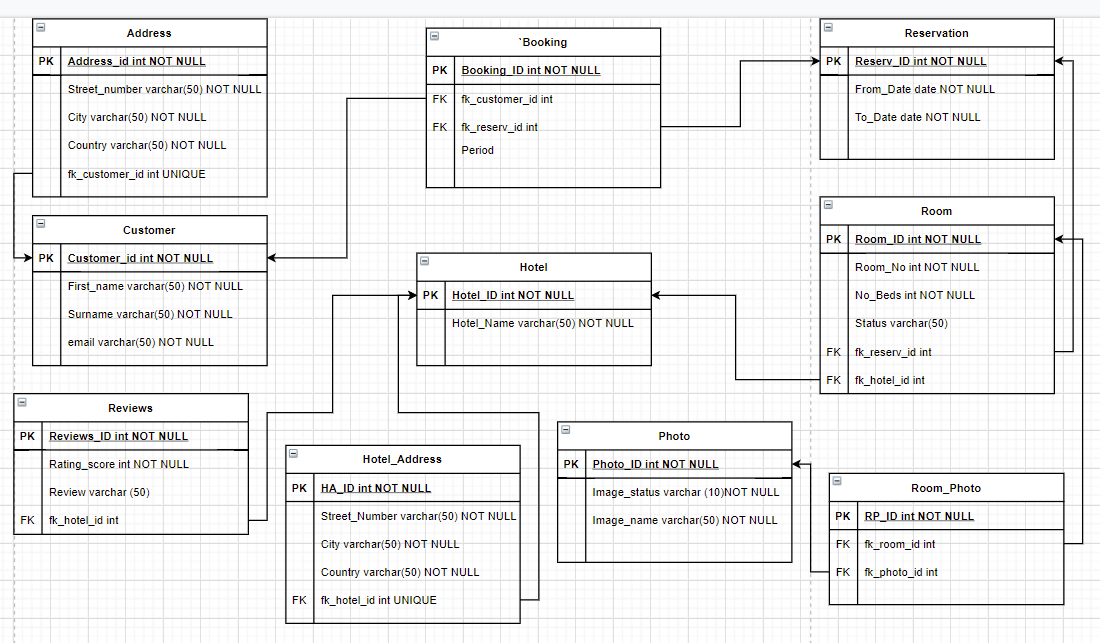 Address
PK Address_id int NOT NULL
Street_number varchar(50) NOT NULL
City varchar(50) NOT NULL
Country varchar(50) NOT NULL
fk_customer_id int UNIQUE
Customer
PK Customer_id int NOT NULL
First_name varchar(50) NOT NULL
Surname varchar(50) NOT NULL
email varchar(50) NOT NULL
Reviews
PK Reviews_ID int NOT NULL
Rating_score int NOT NULL
Review varchar (50)
FK fk_hotel_id int
`Booking
PK Booking_ID int NOT NULL
FK fk_customer_id int
FK fk_reserv_id int
Period
Hotel
PK Hotel_ID int NOT NULL
Hotel_Name varchar(50) NOT NULL
Hotel_Address
PK HA_ID int NOT NULL
Street_Number varchar(50) NOT NULL
City varchar(50) NOT NULL
Country varchar(50) NOT NULL
FK fk_hotel_id int UNIQUE
Photo
PK Photo_ID int NOT NULL
Image_status varchar (10)NOT NULL
Image_name varchar(50) NOT NULL
Reservation
PK Reserv_ID int NOT NULL
From_Date date NOT NULL
To_Date date NOT NULL
Room
PK Room_ID int NOT NULL
Room_No int NOT NULL
No_Beds int NOT NULL
Status varchar(50)
FK fk_reserv_id int
FK fk_hotel_id int
Room_Photo
PK RP_ID int NOT NULL
FK fk_room_id int
FK fk_photo_id int